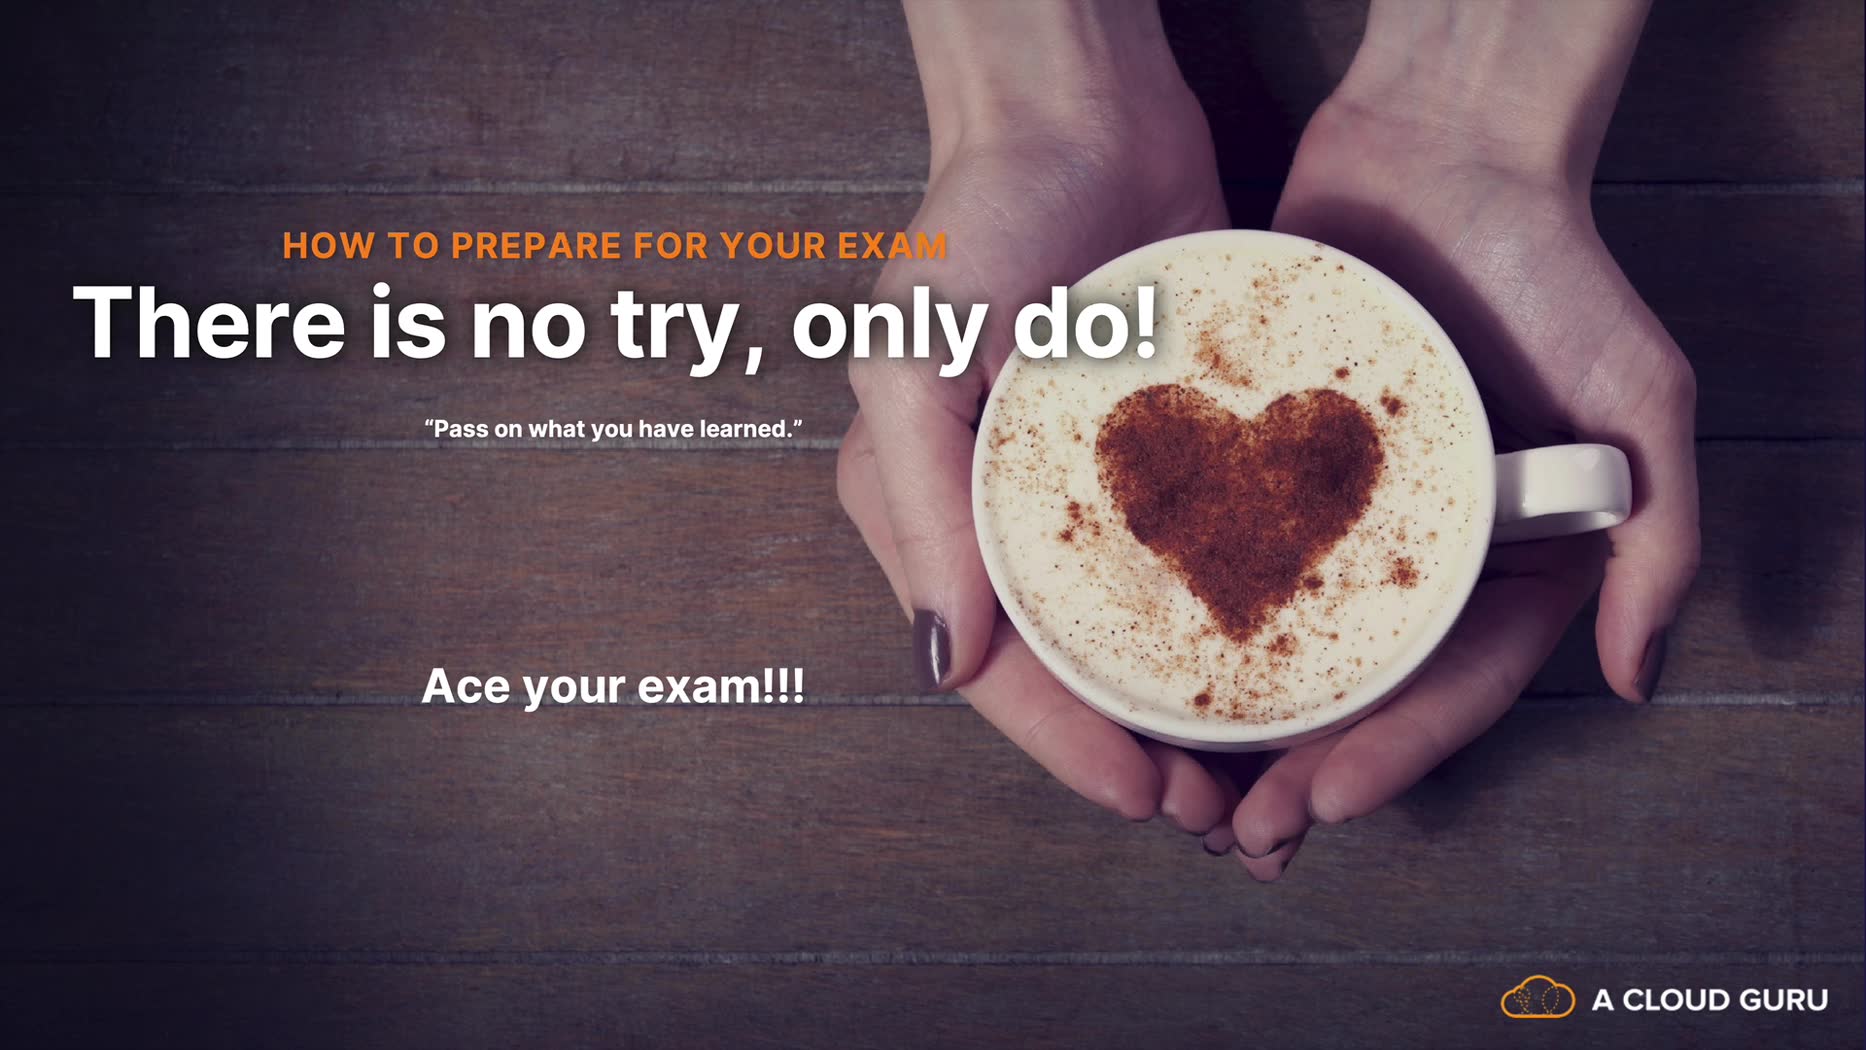 HOW TO PREPARE FOR YOUR EXAM
There is no try, only do!
“Pass on what you have learned.”
Ace your exam!!!
A CLOUD GURU